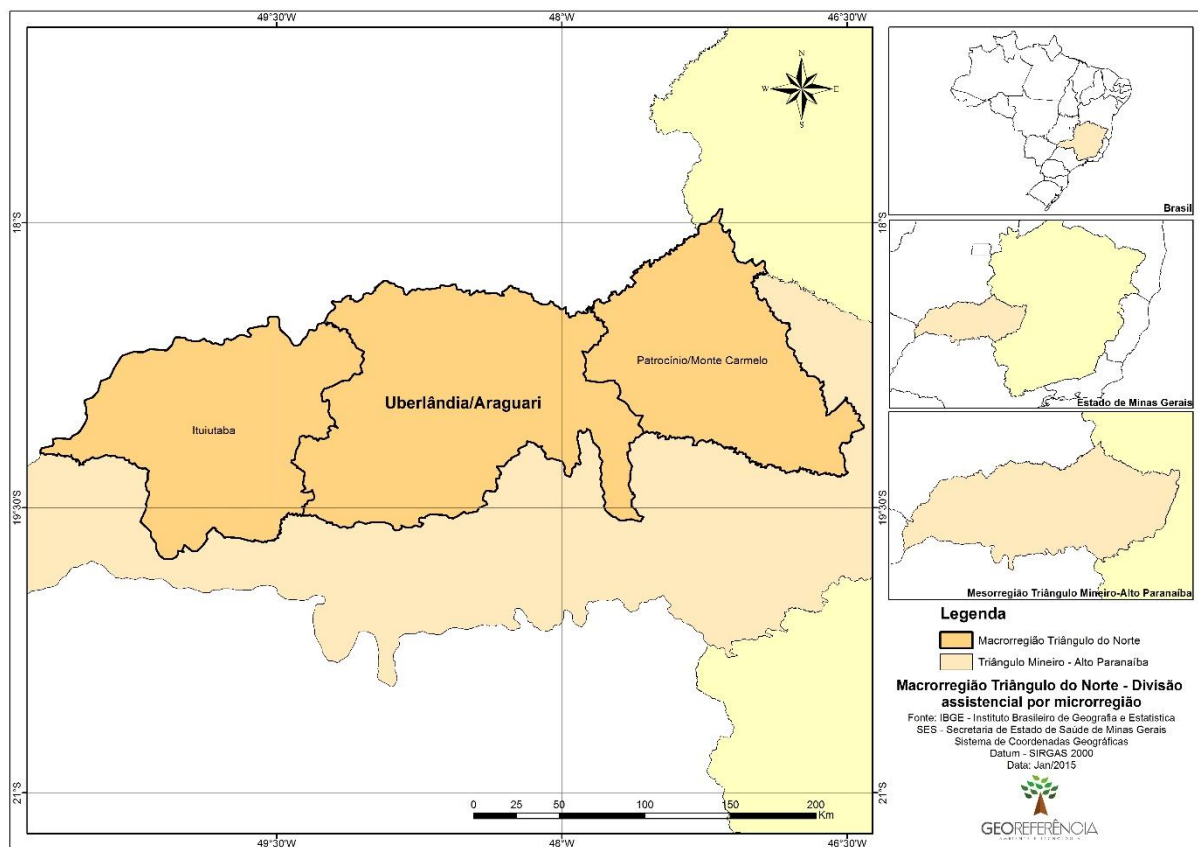 49°30'W 48°W 46°30'W
N
W E
S
18°S 18°S
Patrocínio/Monte Carmelo
Uberlândia/Araguari
Ituiutaba
19°30'S 19°30'S
21°S 21°S
0 25 50 100 150 200
Km
49°30'W 48°W 46°30'W
Brasil
Estado de Minas Gerais
Mesorregião Triângulo Mineiro-Alto Paranaíba
Legenda
Macrorregião Triângulo do Norte
Triângulo Mineiro - Alto Paranaíba
Macrorregião Triângulo do Norte - Divisão
assistencial por microrregião
Fonte: IBGE - Instituto Brasileiro de Geografia e Estatística
SES - Secretaria de Estado de Saúde de Minas Gerais
Sistema de Coordenadas Geográficas
Datum - SIRGAS 2000
Data: Jan/2015
GEOREFERÊNCIA